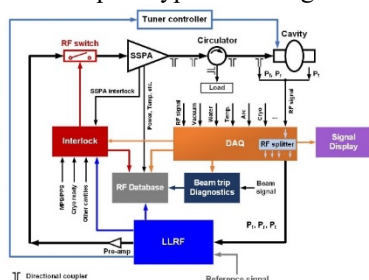 Tuner controller
RF switch
SSPA
Circulator
Cavity
Load
Pf, Pr
Pt
SSPA interlock
Power, Temp. etc.
RF signal
Vacuum
Water
Temp.
Arc
Cryo
...
RF signal
Interlock
DAQ
RF splitter
Signal
Display
MPS/PPS
Cryo ready
Other cavities
RF Database
Beam trip
Diagnostics
Beam
signal
Pf, Pr, Pt
LLRF
Pre-amp
Directional coupler
Reference signal